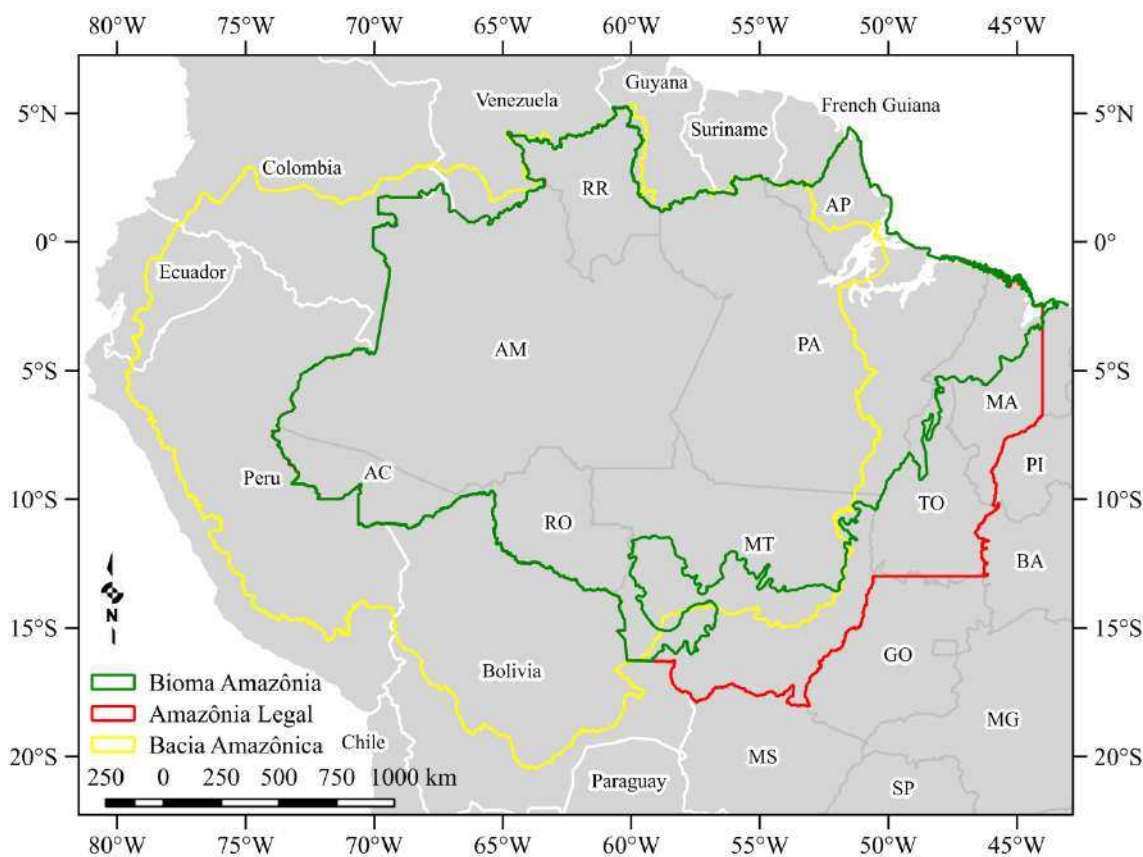 80°W 75°W 70°W 65°W 60°W 55°W 50°W 45°W
Guyana
Venezuela
French Guiana
5°N 5°N
Suriname
Colombia
RR
AP
0° 0°
Ecuador
AM PA
5°S 5°S
MA
Peru AC PI
10°S TO 10°S
RO
MT
BA
N
15°S 15°S
GO
Bolivia
Bioma Amazônia
Amazônia Legal
MG
Bacia Amazônica Chile
20°S MS 20°S
250 0 250 500 750 1000 km
Paraguay SP
80°W 75°W 70°W 65°W 60°W 55°W 50°W 45°W